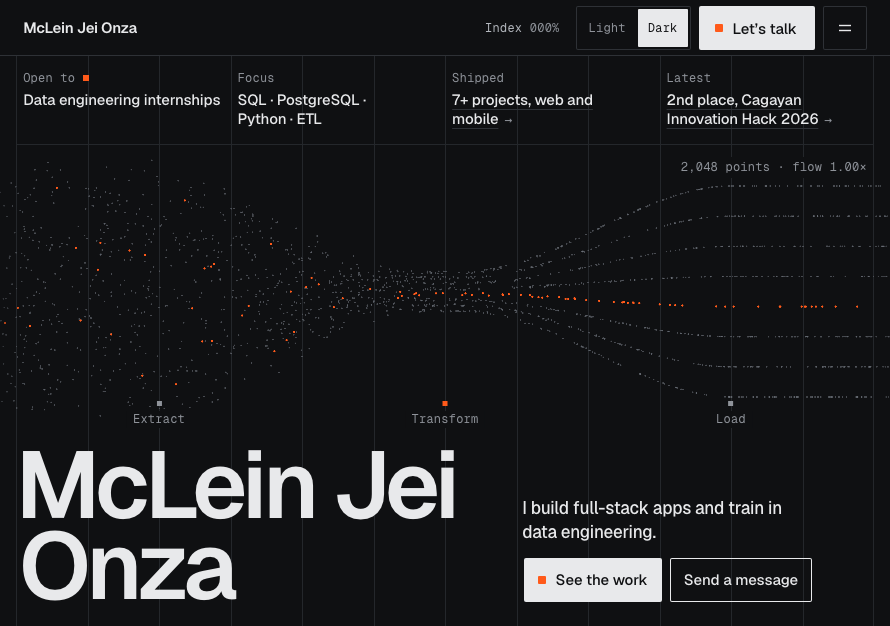 McLein Jei Onza
Index 000%
Light
Dark
Let's talk
Open to
Data engineering internships
Focus
SQL · PostgreSQL ·
Python · ETL
Shipped
7+ projects, web and
mobile →
Latest
2nd place, Cagayan
Innovation Hack 2026 →
2,048 points · flow 1.00×
Extract
Transform
Load
McLein Jei
Onza
I build full-stack apps and train in
data engineering.
See the work
Send a message